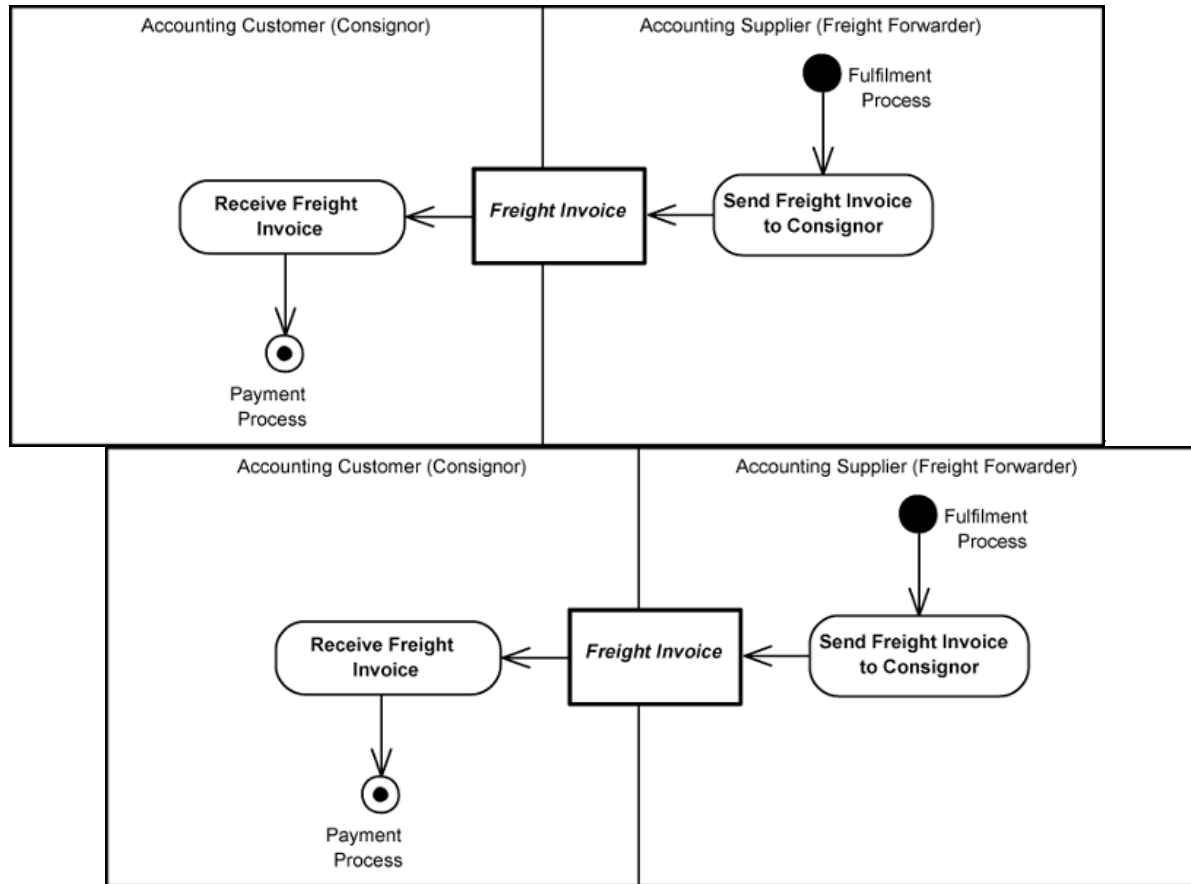 Accounting Customer (Consignor)
Accounting Supplier (Freight Forwarder)
Fulfilment
Process
Receive Freight
Invoice
Freight Invoice
Send Freight Invoice
to Consignor
Payment
Process
Accounting Customer (Consignor)
Accounting Supplier (Freight Forwarder)
Fulfilment
Process
Receive Freight
Invoice
Freight Invoice
Send Freight Invoice
to Consignor
Payment
Process